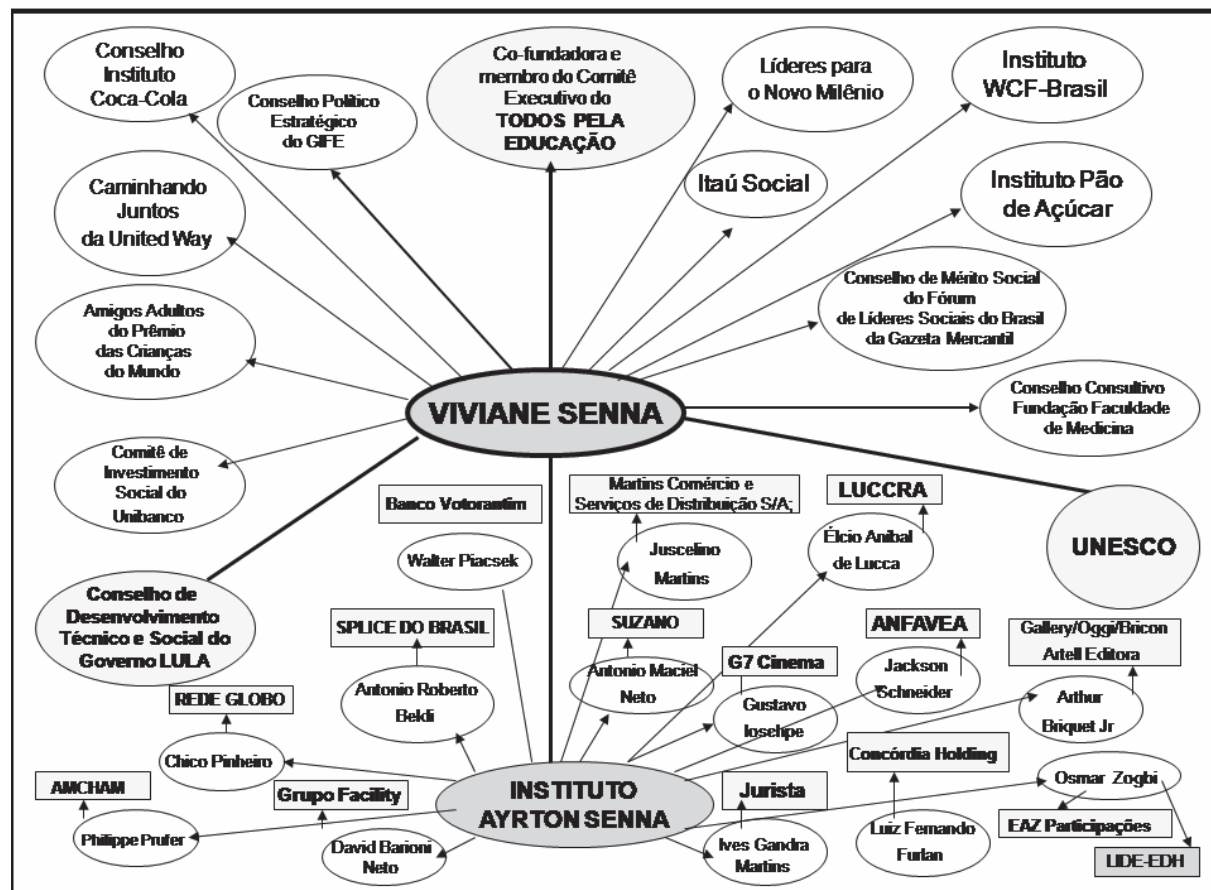 Conselho
Instituto
Coca-Cola
Conselho Político
Estratégico
do GIFE
Co-fundadora e
membro do Comitê
Executivo do
TODOS PELA
EDUCAÇÃO
Líderes para
o Novo Milênio
Instituto
WCF-Brasil
Caminhando
Juntos
da United Way
Itaú Social
Instituto Pão
de Açúcar
Amigos Adultos
do Prêmio
das Crianças
do Mundo
Conselho de Mérito Social
do Fórum
de Líderes Sociais do Brasil
da Gazeta Mercantil
VIVIANE SENNA
Conselho Consultivo
Fundação Faculdade
de Medicina
Comitê de
Investimento
Social do
Unibanco
Banco Votorantim
Walter Piacsek
Martins Comércio e
Serviços de Distribuição S/A;
Juscelino
Martins
LUCCRA
Élcio Anibal
de Lucca
UNESCO
Conselho de
Desenvolvimento
Técnico e Social do
Governo LULA
SPLICE DO BRASIL
Antonio Roberto
Beldi
SUZANO
Antonio Maciel
Neto
G7 Cinema
Gustavo
Ioschpe
ANFAVEA
Jackson
Schneider
Gallery/Oggi/Bricon
Artell Editora
Arthur
Briquet Jr
REDE GLOBO
Chico Pinheiro
AMCHAM
Philippe Prufer
Grupo Facility
David Barioni
Neto
INSTITUTO
AYRTON SENNA
Jurista
Ives Gandra
Martins
Concórdia Holding
Luiz Fernando
Furlan
Osmar Zogbi
EAZ Participações
LIDE-EDH